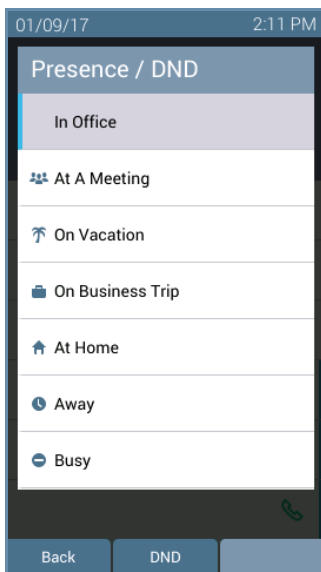 01/09/17 2:11 PM
Presence / DND
In Office
At A Meeting
On Vacation
On Business Trip
At Home
Away
Busy
Back DND